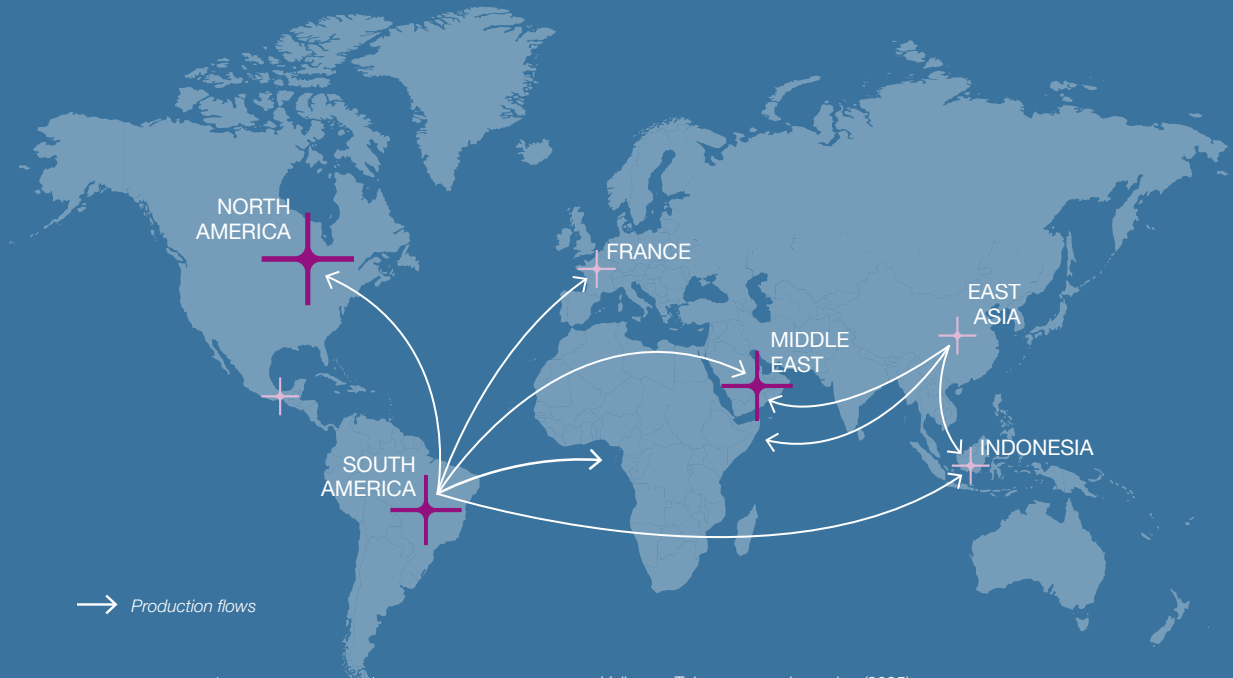 NORTH
AMERICA
FRANCE
EAST
ASIA
MIDDLE
EAST
SOUTH
AMERICA
INDONESIA
Production flows